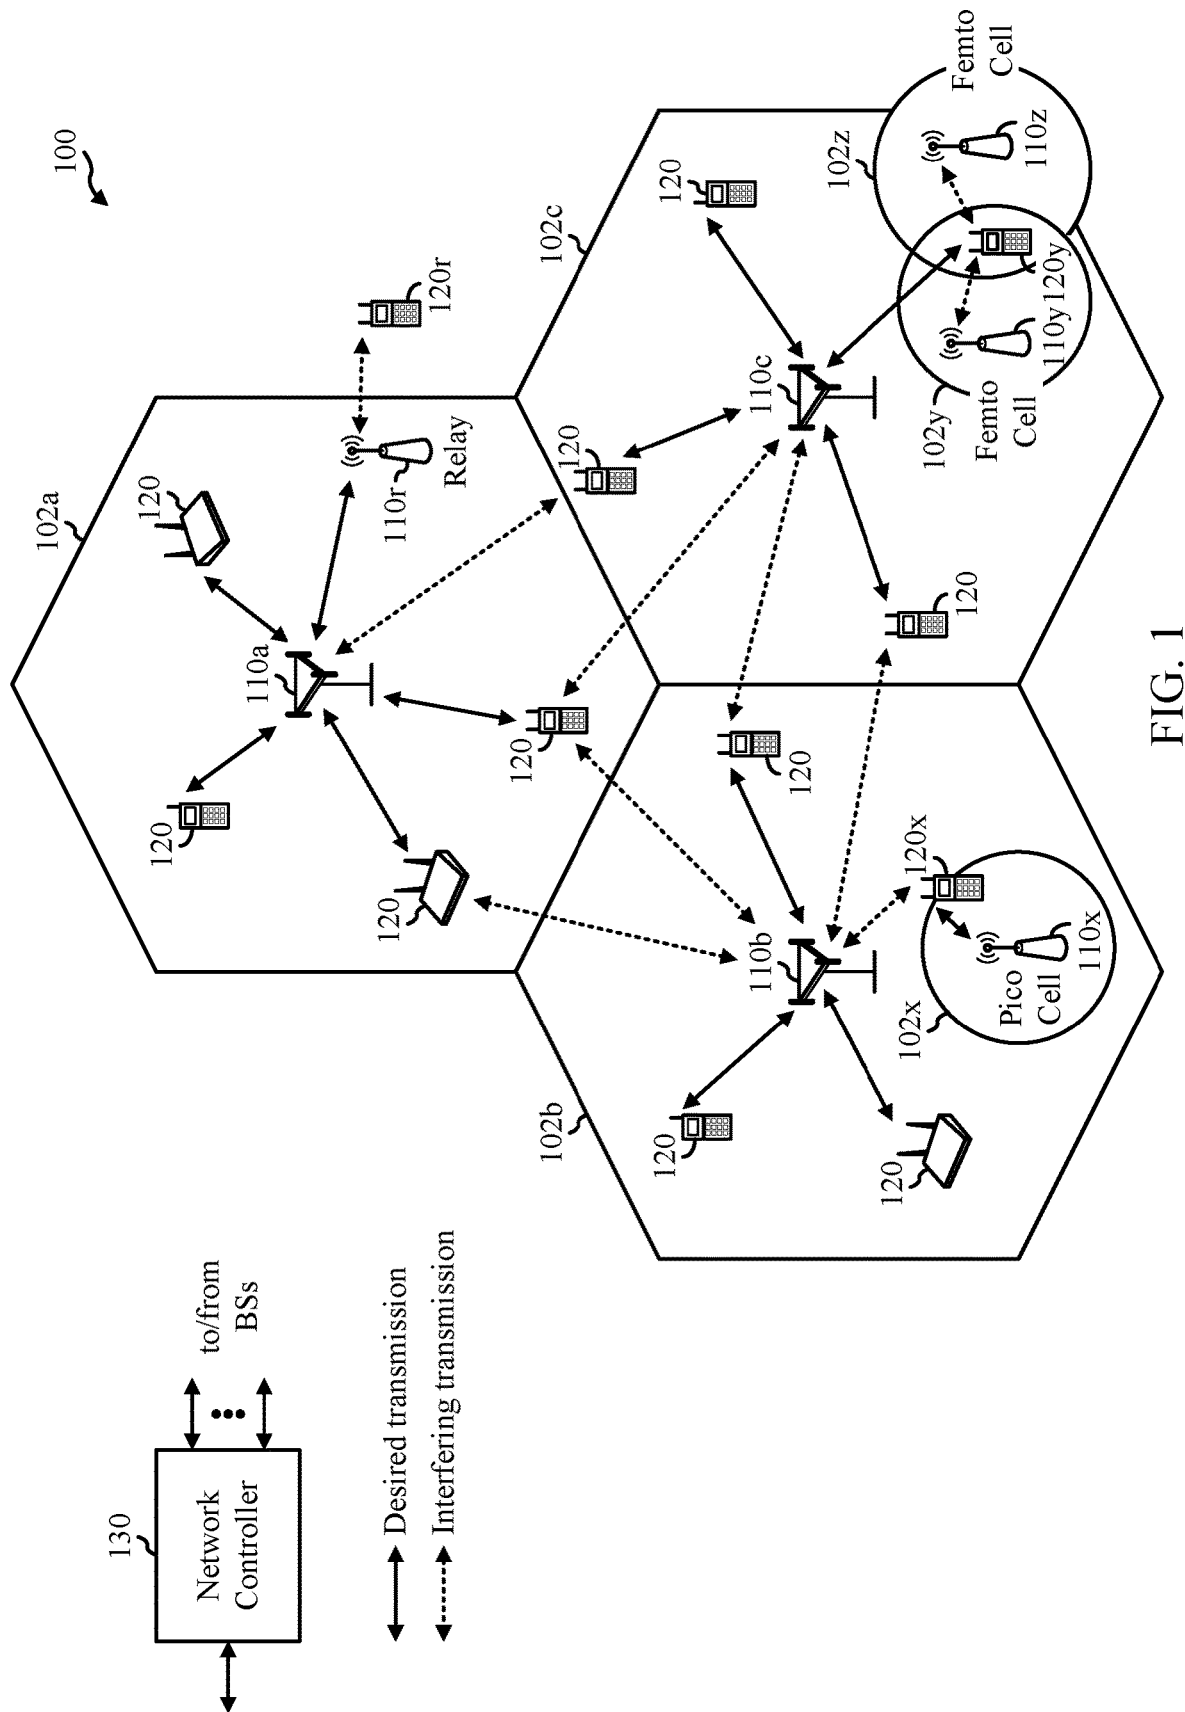 100
130
Network
Controller
to/from
BSs
Desired transmission
Interfering transmission
102a
120
110a
120
120
120
120
110r
Relay
120r
102b
120
110b
120
120
102x
Pico
Cell
110x
120x
102c
120
110c
120
120
102y
Femto
Cell
110y
120y
102z
110z
Femto
Cell
FIG. 1